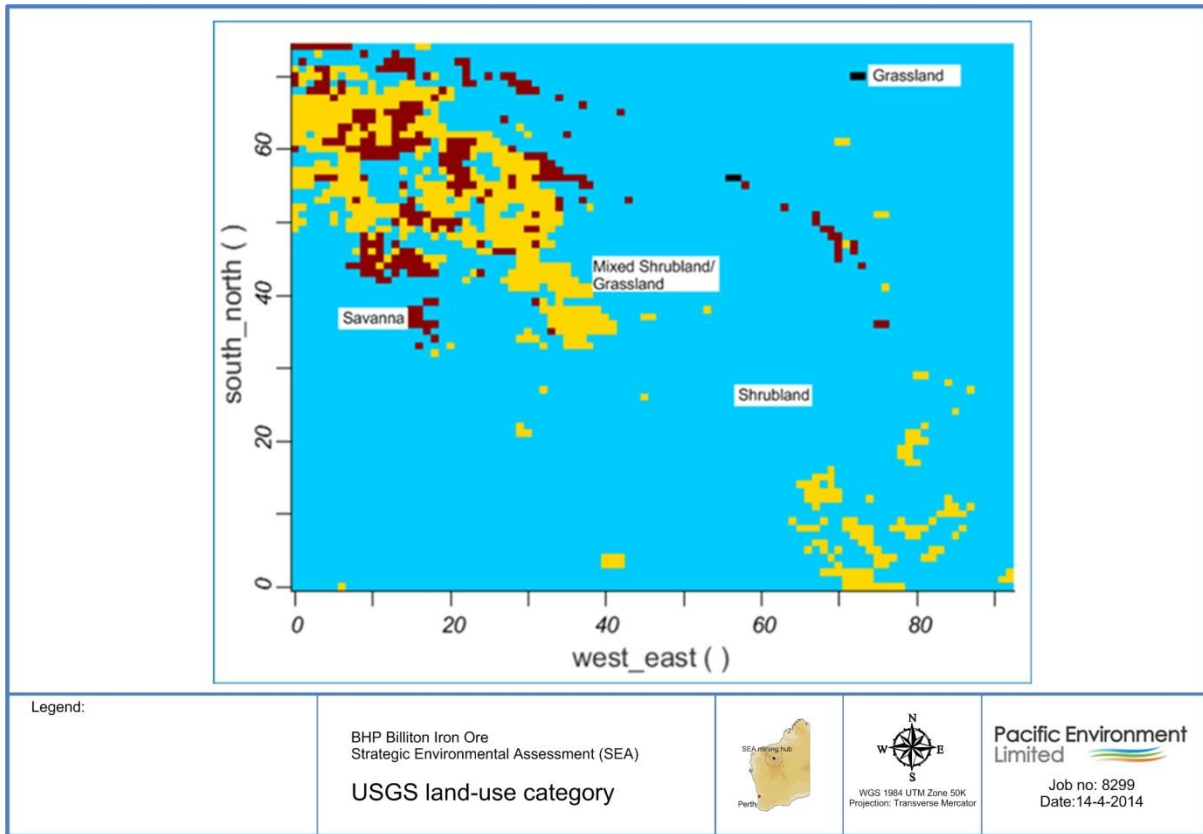 Grassland
Mixed Shrubland/
Grassland
Savanna
Shrubland
60
40
20
0
south_north ( )
0
20
40
60
80
west_east ( )
Legend:
BHP Billiton Iron Ore
Strategic Environmental Assessment (SEA)
USGS land-use category
SEA mining hub
Perth
N
W
E
S
WGS 1984 UTM Zone 50K
Projection: Transverse Mercator
Pacific Environment
Limited
Job no: 8299
Date:14-4-2014